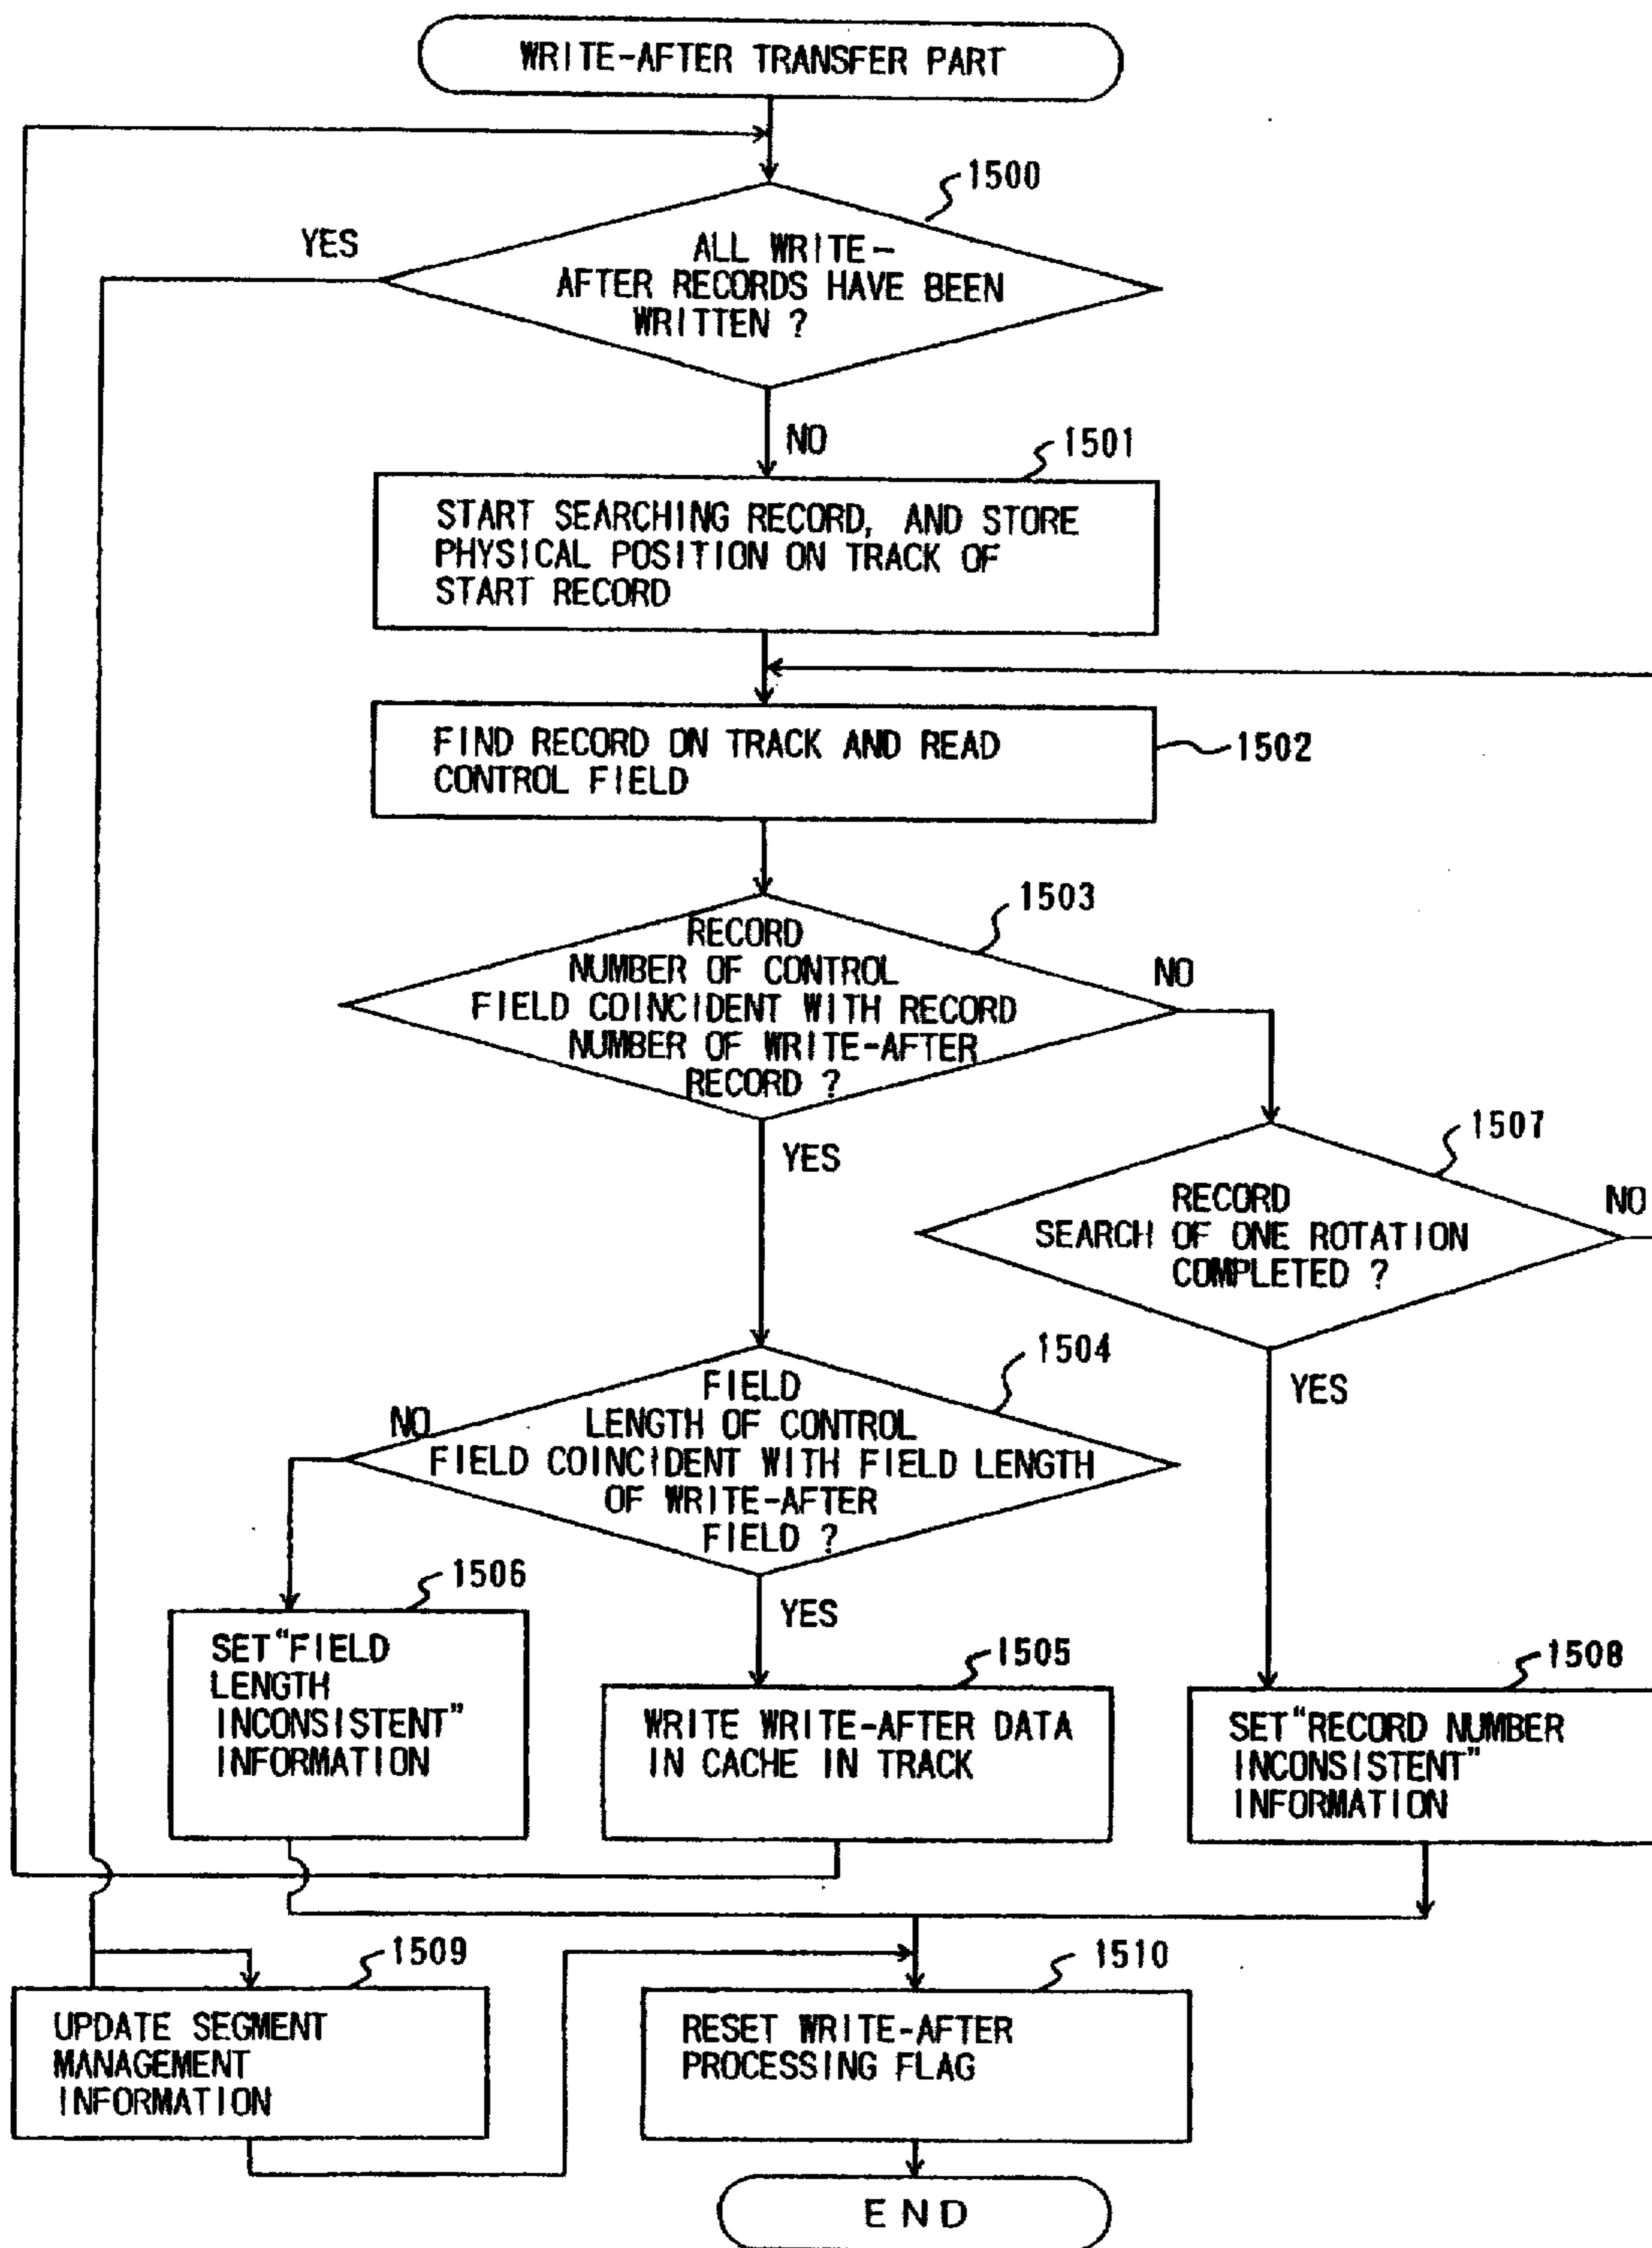 WRITE-AFTER TRANSFER PART
1500
YES
ALL WRITE-
AFTER RECORDS HAVE BEEN
WRITTEN ?
NO
1501
START SEARCHING RECORD, AND STORE
PHYSICAL POSITION ON TRACK OF
START RECORD
FIND RECORD ON TRACK AND READ
CONTROL FIELD
1502
1503
RECORD
NUMBER OF CONTROL
FIELD COINCIDENT WITH RECORD
NUMBER OF WRITE-AFTER
RECORD ?
NO
YES
1507
RECORD
SEARCH OF ONE ROTATION
COMPLETED ?
NO
YES
1504
FIELD
LENGTH OF CONTROL
FIELD COINCIDENT WITH FIELD LENGTH
OF WRITE-AFTER
FIELD ?
NO
YES
1506
SET "FIELD
LENGTH
INCONSISTENT"
INFORMATION
1505
WRITE WRITE-AFTER DATA
IN CACHE IN TRACK
1508
SET "RECORD NUMBER
INCONSISTENT"
INFORMATION
1509
UPDATE SEGMENT
MANAGEMENT
INFORMATION
1510
RESET WRITE-AFTER
PROCESSING FLAG
END